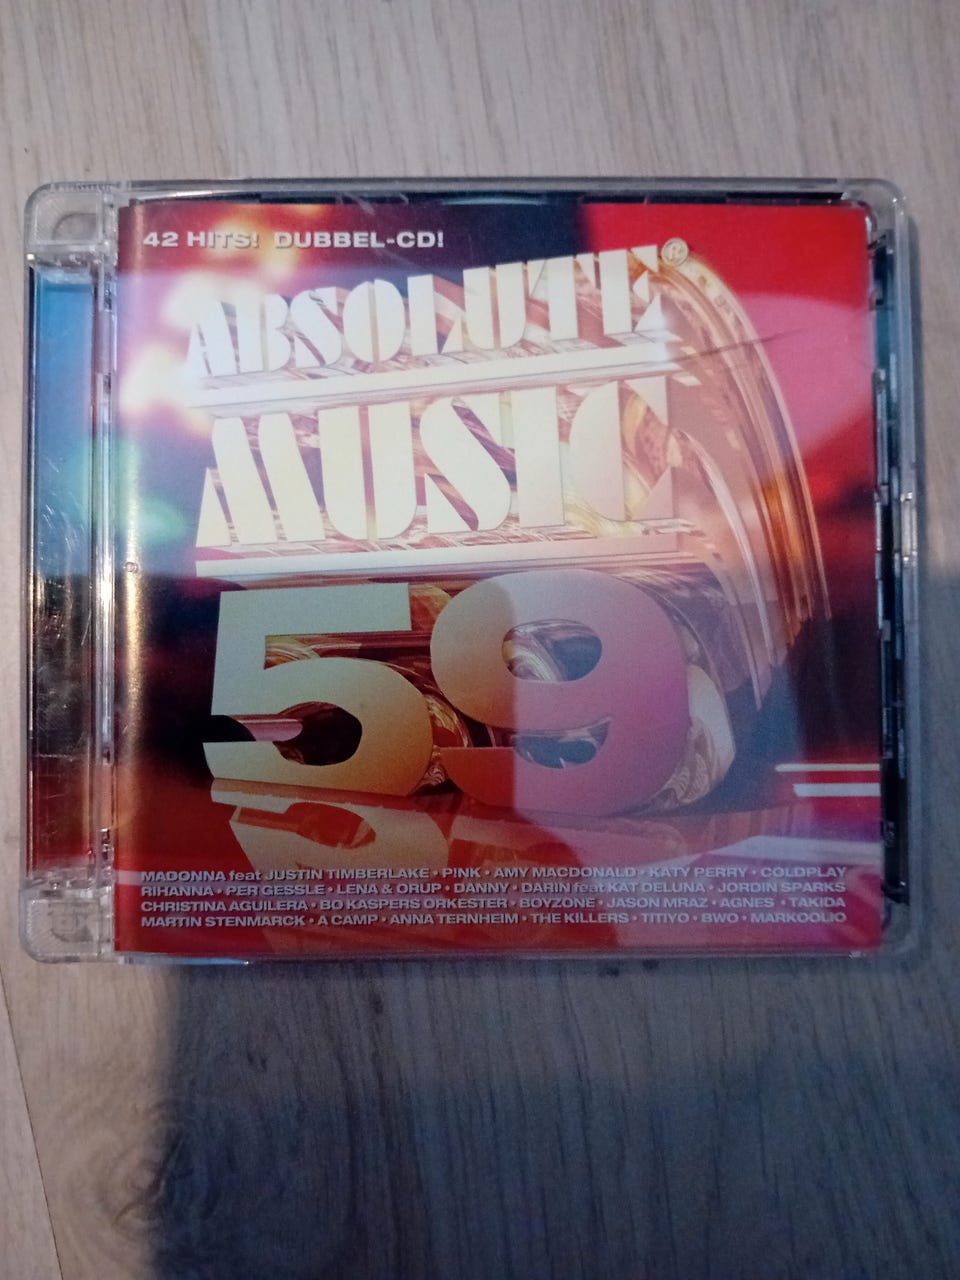 42 HITS! DUBBEL-CD!
ABSOLUTE®
MUSIC
59
MADONNA feat JUSTIN TIMBERLAKE • P!NK • AMY MACDONALD • KATY PERRY • COLDPLAY
RIHANNA • PER GESSLE • LENA & ORUP • DANNY • DARIN feat KAT DELUNA • JORDIN SPARKS
CHRISTINA AGUILERA • BO KASPERS ORKESTER • BOYZONE • JASON MRAZ • AGNES • TAKIDA
MARTIN STENMARCK • A CAMP • ANNA TERNHEIM • THE KILLERS • TITIYO • BWO • MARKOOLIO